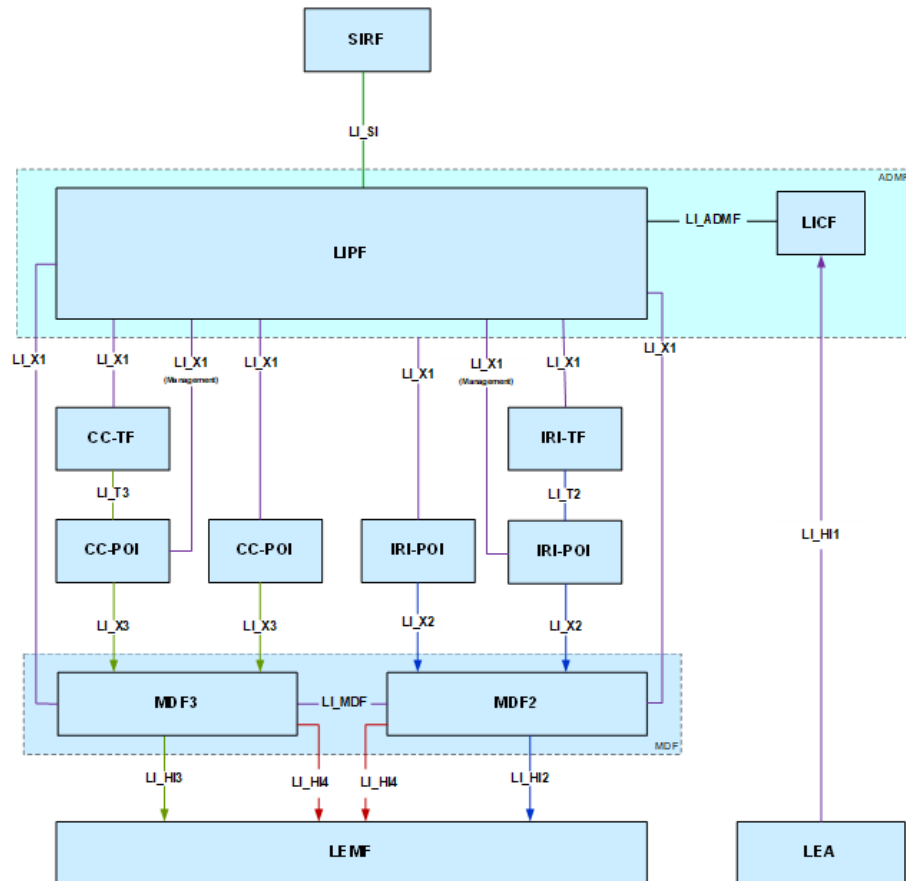 SIRF
LI_SI
ADMF
LIPF
LI_ADMF
LICF
LI_X1
LI_X1
LI_X1
(Management)
LI_X1
LI_X1
LI_X1
(Management)
LI_X1
LI_X1
CC-TF
IRI-TF
LI_T3
LI_T2
CC-POI
CC-POI
IRI-POI
IRI-POI
LI_HI1
LI_X3
LI_X3
LI_X2
LI_X2
MDF3
LI_MDF
MDF2
MDF
LI_HI3
LI_HI4
LI_HI4
LI_HI2
LEMF
LEA